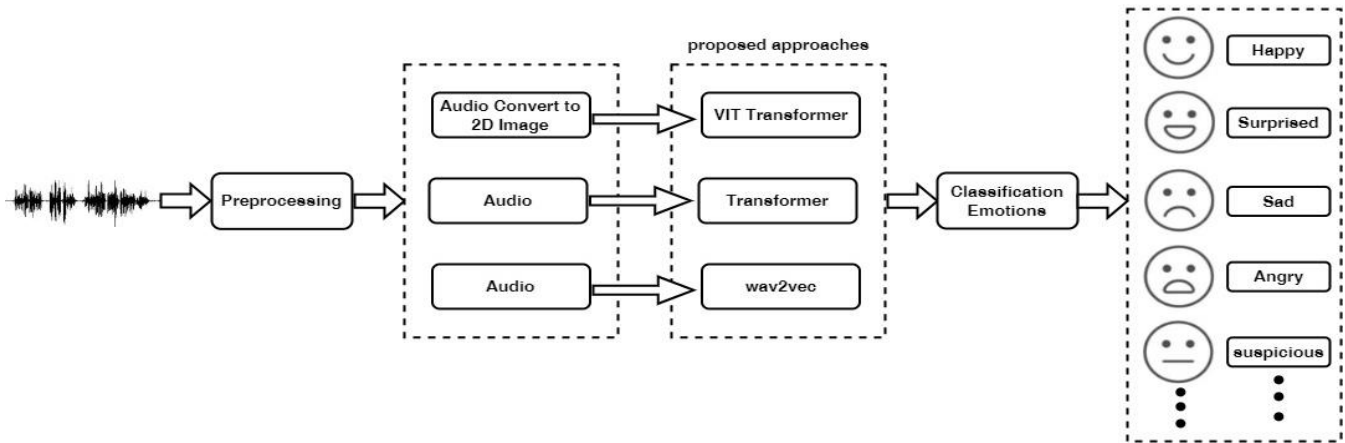 proposed approaches
Preprocessing
Audio Convert to
2D Image
VIT Transformer
Audio
Transformer
Audio
wav2vec
Classification
Emotions
Happy
Surprised
Sad
Angry
suspicious